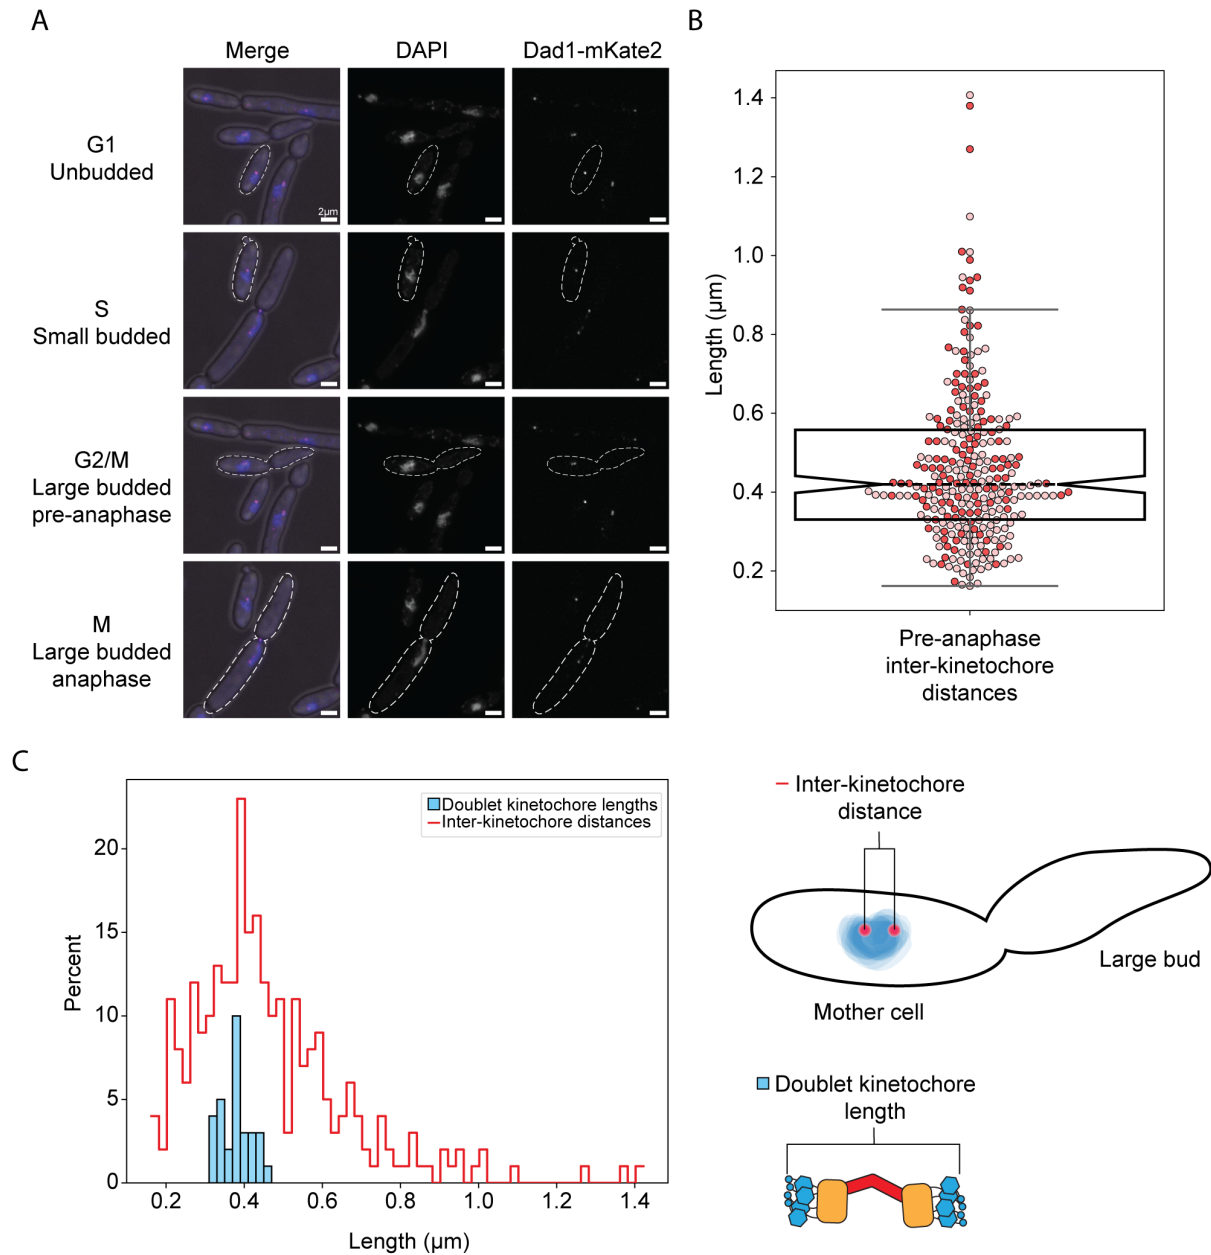 A
Merge
DAPI
Dad1-mKate2
G1
Unbudded
2µm
S
Small budded
G2/M
Large budded
pre-anaphase
M
Large budded
anaphase
B
1.4
1.2
1.0
0.8
0.6
0.4
0.2
Length (µm)
Pre-anaphase
inter-kinetochore
distances
C
20
15
10
5
0
Percent
Doublet kinetochore lengths
Inter-kinetochore distances
0.2
0.4
0.6
0.8
1.0
1.2
1.4
Length (µm)
Inter-kinetochore
distance
Large bud
Mother cell
Doublet kinetochore
length